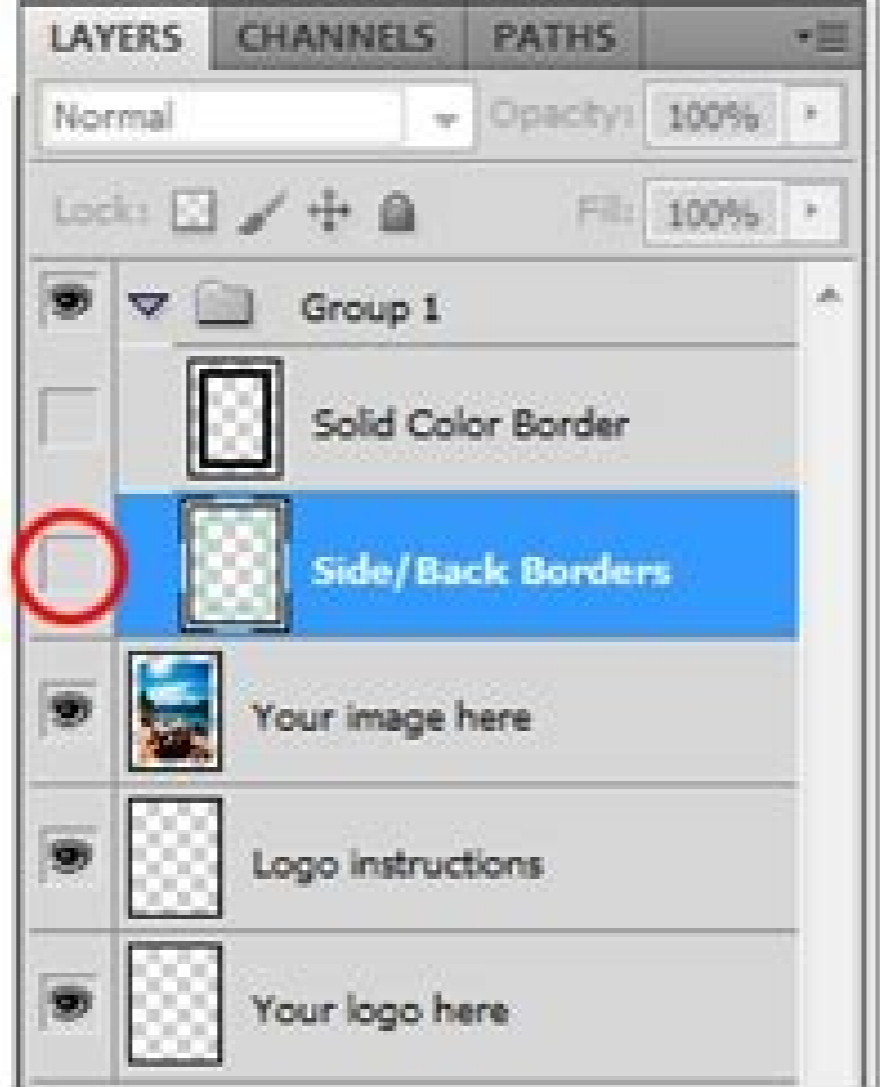 LAYERS CHANNELS PATHS
Normal Opacity: 100%
Lock: Fill: 100%
Group 1
Solid Color Border
Side/Back Borders
Your image here
Logo instructions
Your logo here